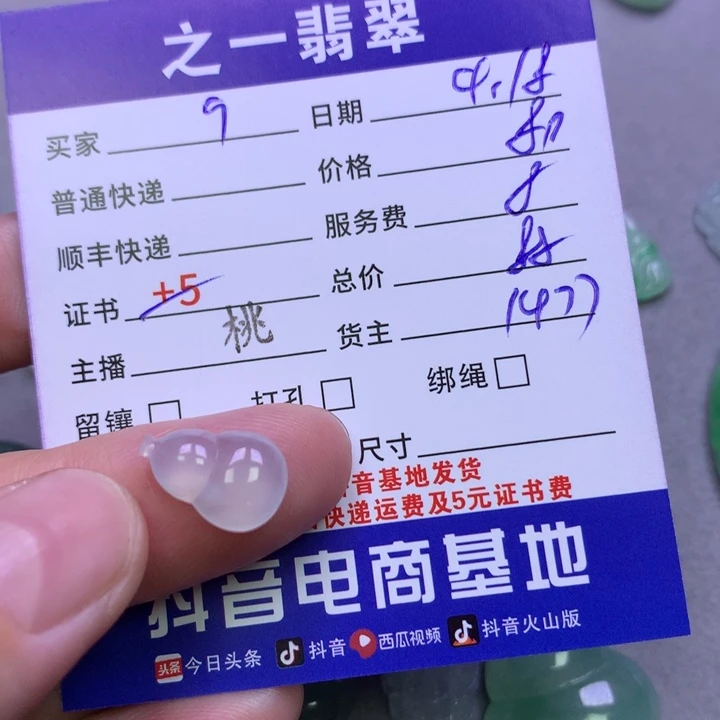 之一翡翠
买家 9 日期 4.18
普通快递 价格
顺丰快递 服务费
证书 +5 总价
主播 桃 货主 1477
留镶 打孔 绑绳
尺寸
抖音基地发货
快递运费及5元证书费
抖音电商基地
头条 今日头条 抖音 西瓜视频 抖音火山版